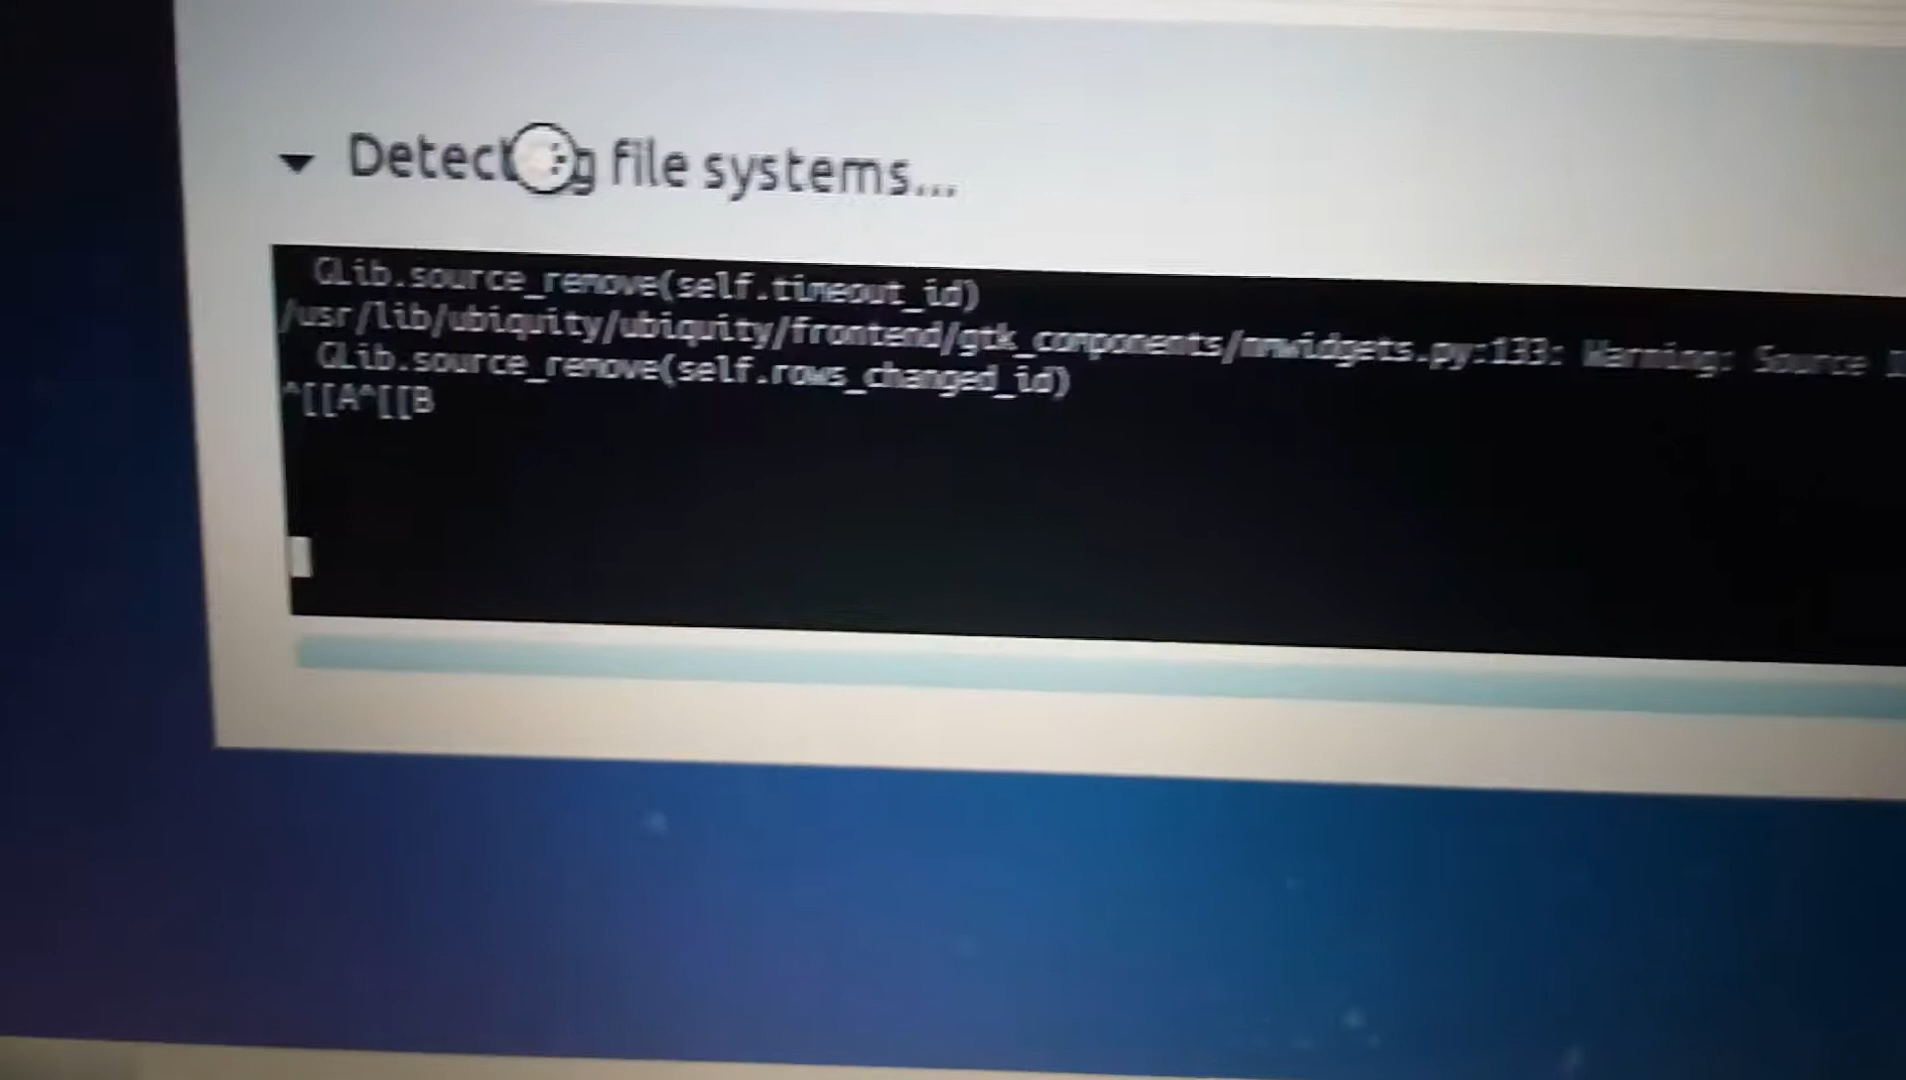 Detecting file systems...
GLib.source_remove(self.timeout_id)
/usr/lib/ubiquity/ubiquity/frontend/gtk_components/nmwidgets.py:133: Warning: Source I
GLib.source_remove(self.rows_changed_id)
^[[A^[[B